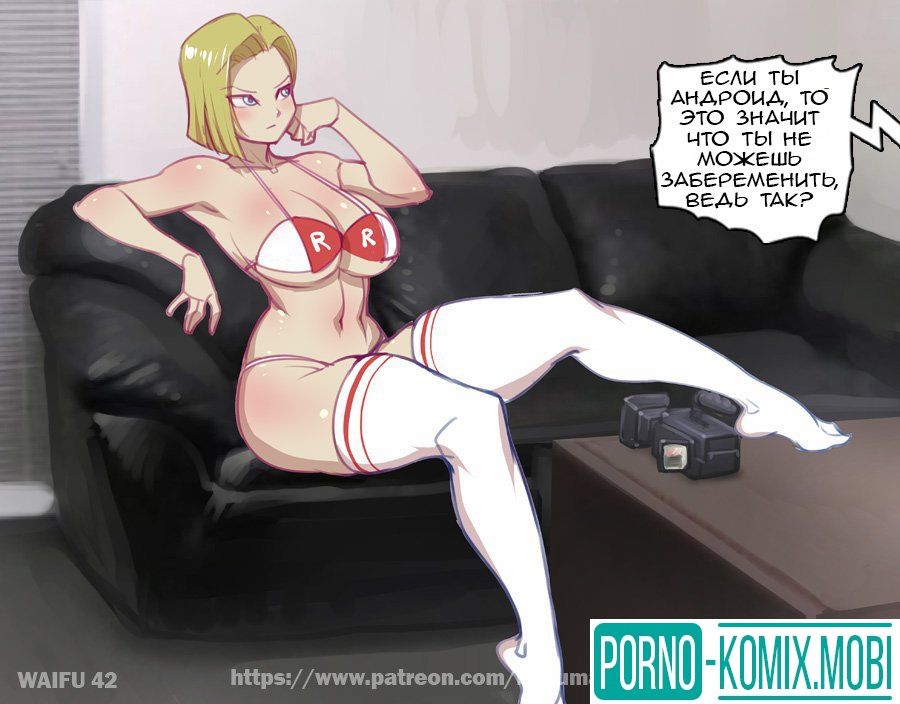 ЕСЛИ ТЫ
АНДРОИД, ТО
ЭТО ЗНАЧИТ
ЧТО ТЫ НЕ
МОЖЕШЬ
ЗАБЕРЕМЕНИТЬ,
ВЕДЬ ТАК?
R R
WAIFU 42
https://www.patreon.com/
PORNO-KOMIX.MOBI